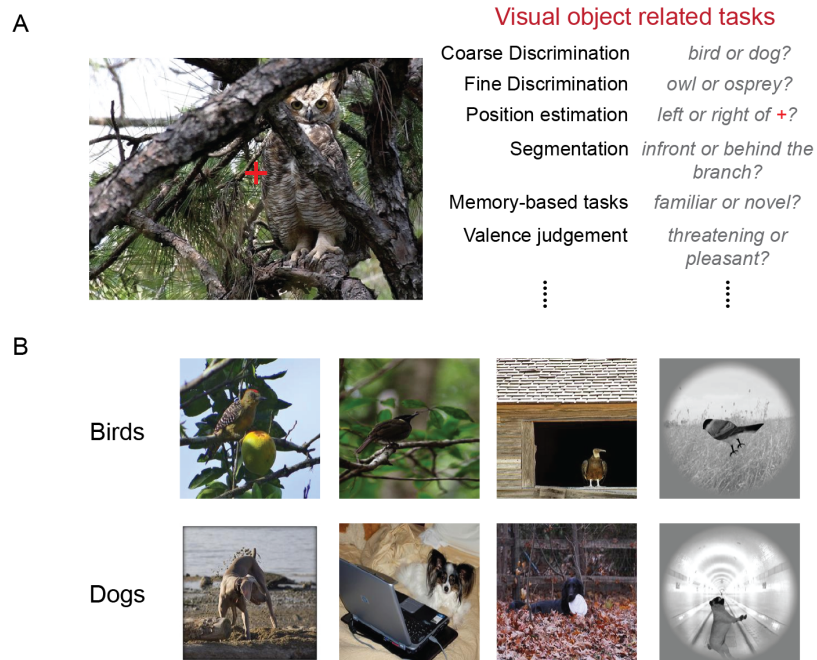 A
Visual object related tasks
Coarse Discrimination bird or dog?
Fine Discrimination owl or osprey?
Position estimation left or right of +?
Segmentation infront or behind the
branch?
Memory-based tasks familiar or novel?
Valence judgement threatening or
pleasant?
B
Birds
Dogs